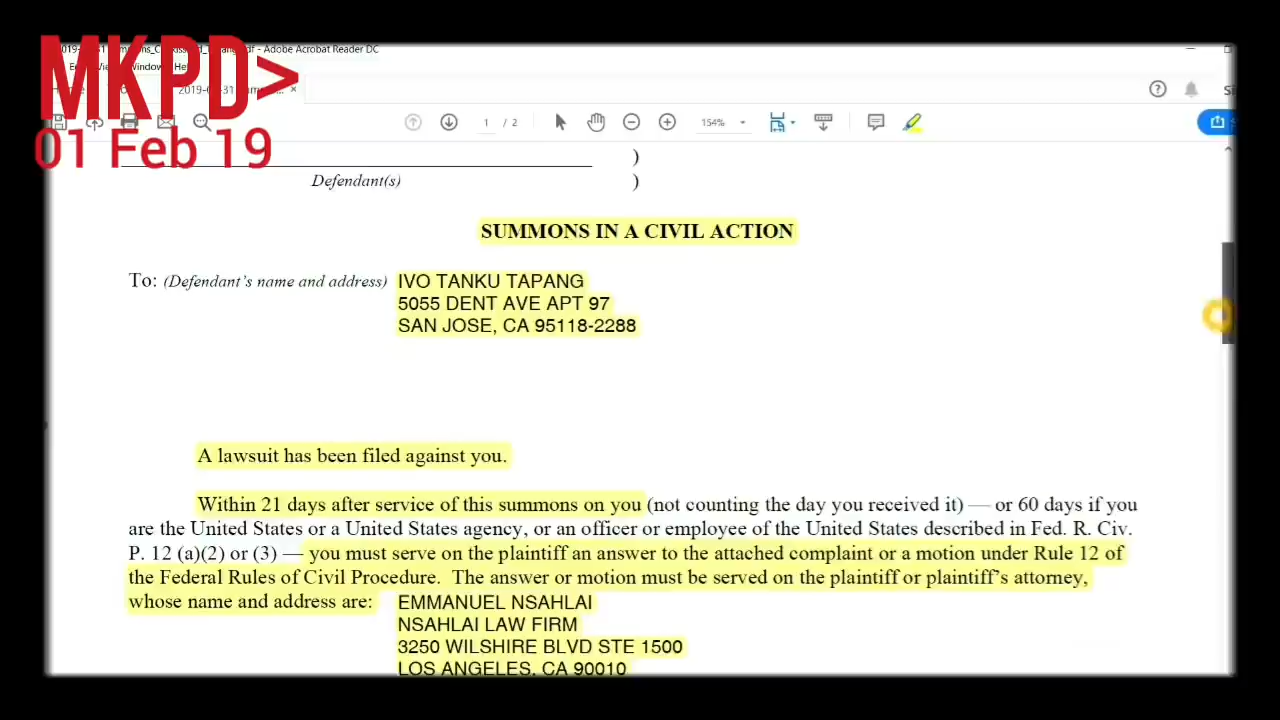 MKPD>
01 Feb 19
Adobe Acrobat Reader DC
1 / 2
154%
Defendant(s)
)
)
SUMMONS IN A CIVIL ACTION
To: (Defendant's name and address) IVO TANKU TAPANG
5055 DENT AVE APT 97
SAN JOSE, CA 95118-2288
A lawsuit has been filed against you.
Within 21 days after service of this summons on you (not counting the day you received it) — or 60 days if you
are the United States or a United States agency, or an officer or employee of the United States described in Fed. R. Civ.
P. 12 (a)(2) or (3) — you must serve on the plaintiff an answer to the attached complaint or a motion under Rule 12 of
the Federal Rules of Civil Procedure. The answer or motion must be served on the plaintiff or plaintiff's attorney,
whose name and address are: EMMANUEL NSAHLAI
NSAHLAI LAW FIRM
3250 WILSHIRE BLVD STE 1500
LOS ANGELES, CA 90010